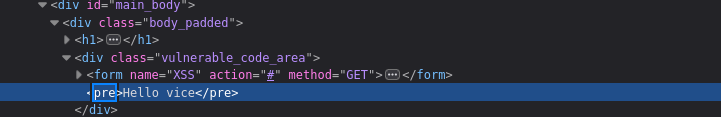 <div id="main_body">
<div class="body_padded">
<h1>⋯</h1>
<div class="vulnerable_code_area">
<form name="XSS" action="#" method="GET">⋯</form>
<pre>Hello vice</pre>
</div>